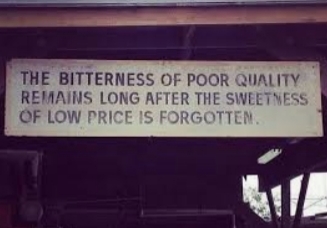 THE BITTERNESS OF POOR QUALITY
REMAINS LONG AFTER THE SWEETNESS
OF LOW PRICE IS FORGOTTEN.